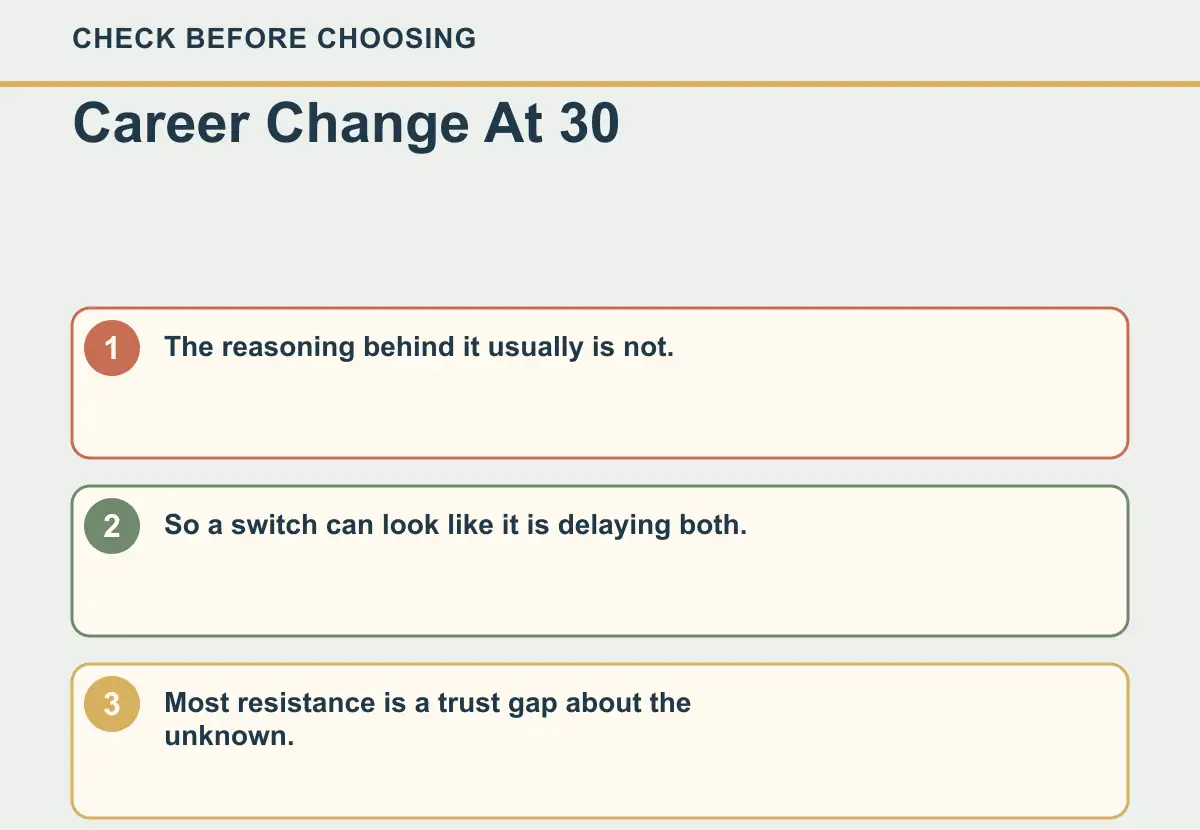 CHECK BEFORE CHOOSING
Career Change At 30
1
The reasoning behind it usually is not.
2
So a switch can look like it is delaying both.
3
Most resistance is a trust gap about the
unknown.